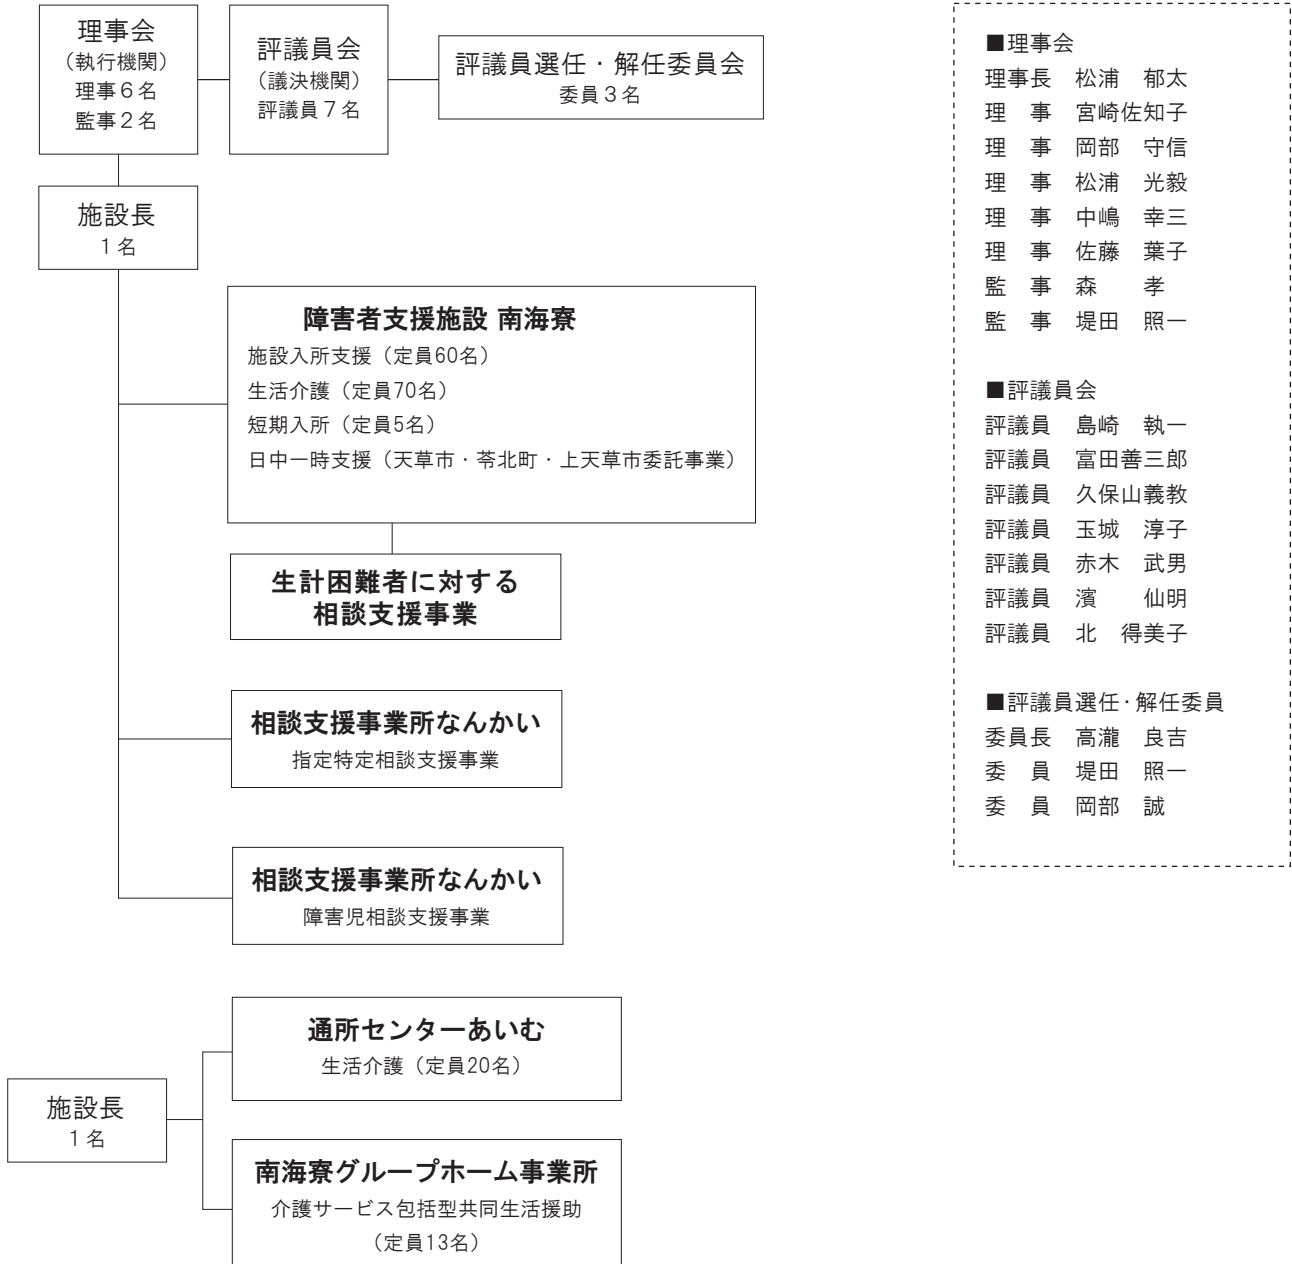 理事会
（執行機関）
理事６名
監事２名
評議員会
（議決機関）
評議員７名
評議員選任・解任委員会
委員３名
施設長
１名
障害者支援施設 南海寮
施設入所支援（定員60名）
生活介護（定員70名）
短期入所（定員5名）
日中一時支援（天草市・苓北町・上天草市委託事業）
生計困難者に対する
相談支援事業
相談支援事業所なんかい
指定特定相談支援事業
相談支援事業所なんかい
障害児相談支援事業
施設長
１名
通所センターあいむ
生活介護（定員20名）
南海寮グループホーム事業所
介護サービス包括型共同生活援助
（定員13名）
■理事会
理事長　松浦　郁太
理　事　宮崎佐知子
理　事　岡部　守信
理　事　松浦　光毅
理　事　中嶋　幸三
理　事　佐藤　葉子
監　事　森　　孝
監　事　堤田　照一
■評議員会
評議員　島崎　執一
評議員　富田善三郎
評議員　久保山義教
評議員　玉城　淳子
評議員　赤木　武男
評議員　濱　　仙明
評議員　北　得美子
■評議員選任・解任委員
委員長　高瀧　良吉
委　員　堤田　照一
委　員　岡部　誠